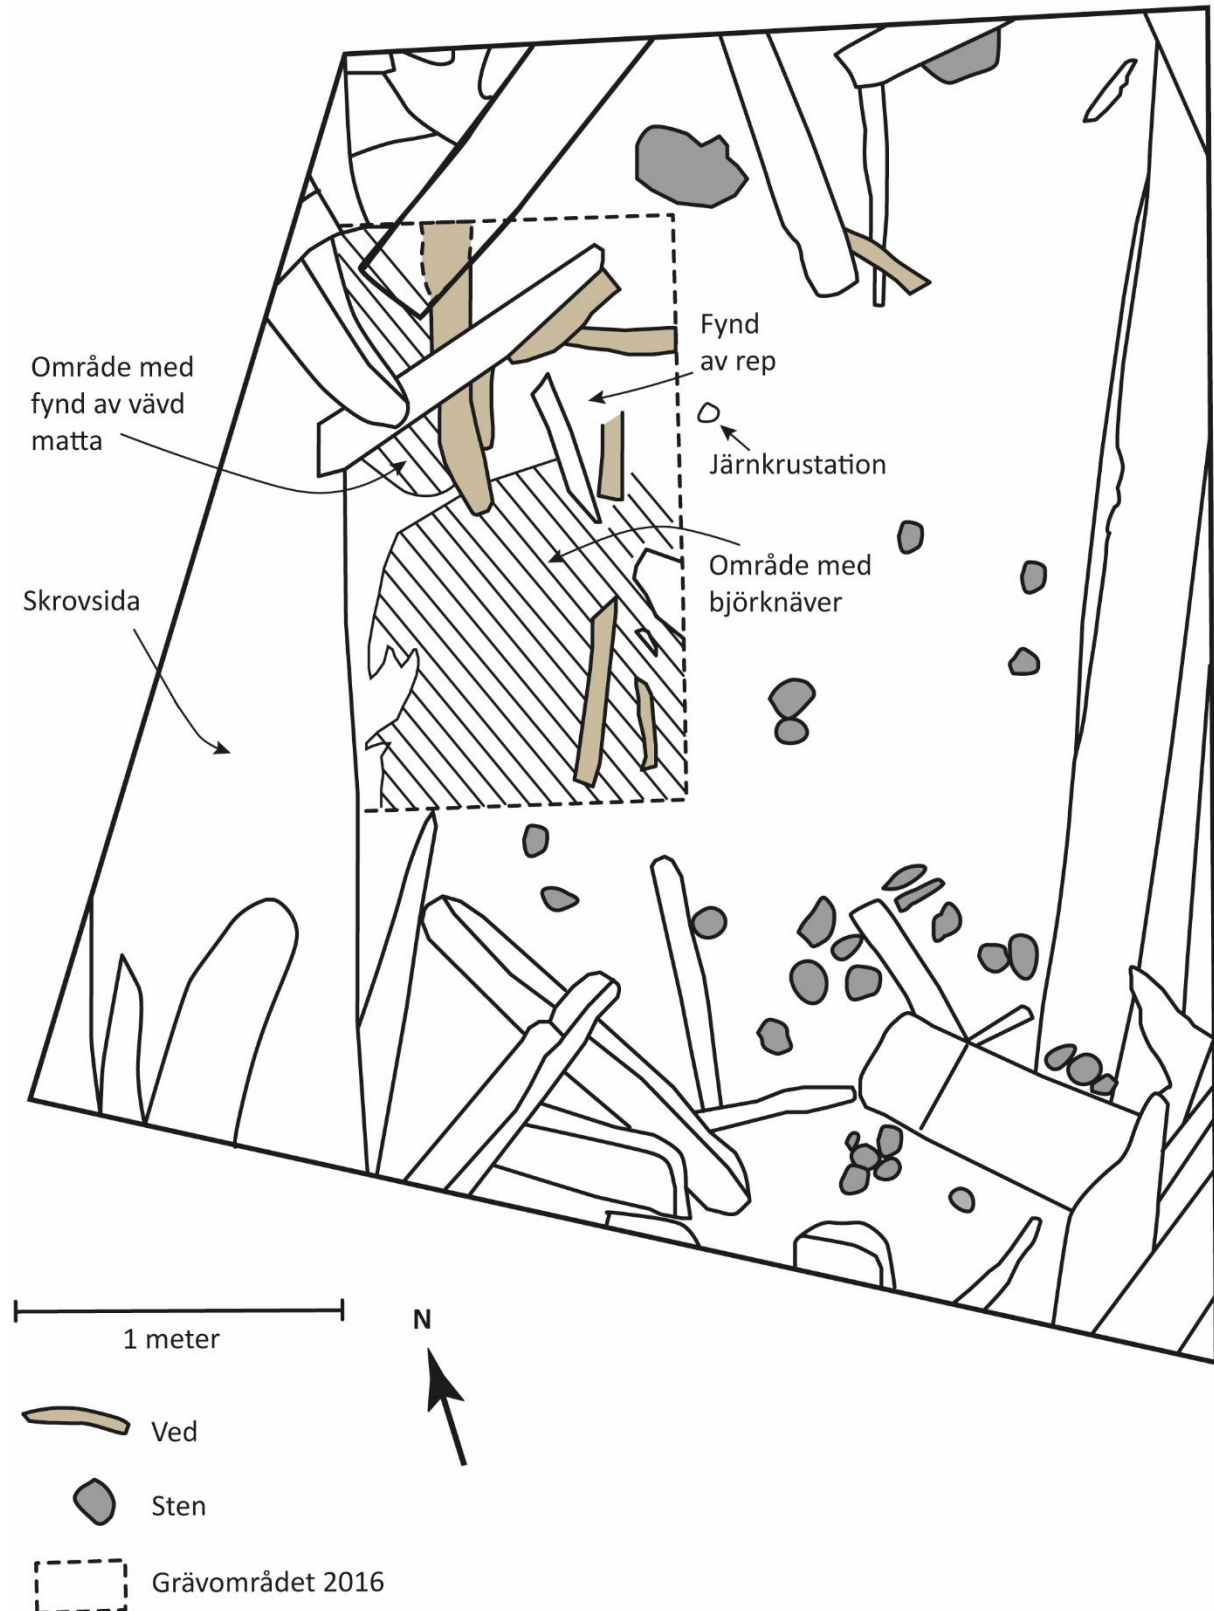 Fynd
av rep
Område med
fynd av vävd
matta
Järnkrustation
Område med
björknäver
Skrovsida
1 meter
N
Ved
Sten
Grävområdet 2016